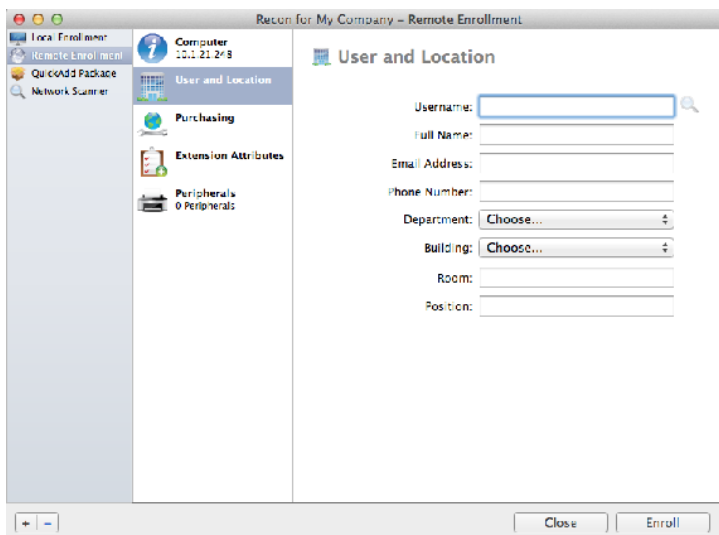 Recon for My Company – Remote Enrollment
Local Enrollment
Remote Enrollment
QuickAdd Package
Network Scanner
Computer
10.1.21.248
User and Location
Purchasing
Extension Attributes
Peripherals
0 Peripherals
User and Location
Username:
Full Name:
Email Address:
Phone Number:
Department: Choose...
Building: Choose...
Room:
Position:
+ −
Close Enroll